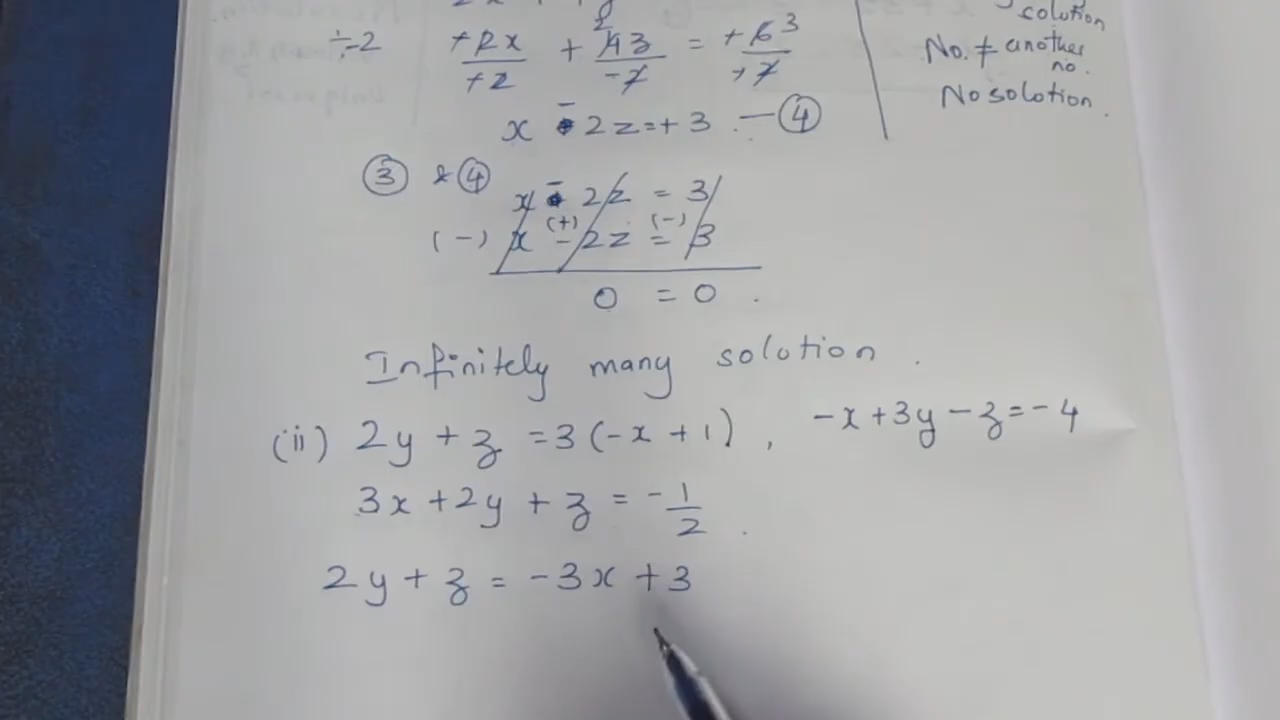 solution
÷-2 +2x/+2 + 43/-7 = +6 3/+7
No. ≠ another
no.
No solution.
x - 2z = +3 — ④
③ & ④ x - 2z = 3
(-) x (+) - 2z (-) = 3
0 = 0 .
Infinitely many solution .
(ii) 2y + z = 3(-x + 1) , -x + 3y - z = -4
3x + 2y + z = - 1/2 .
2y + z = -3x + 3